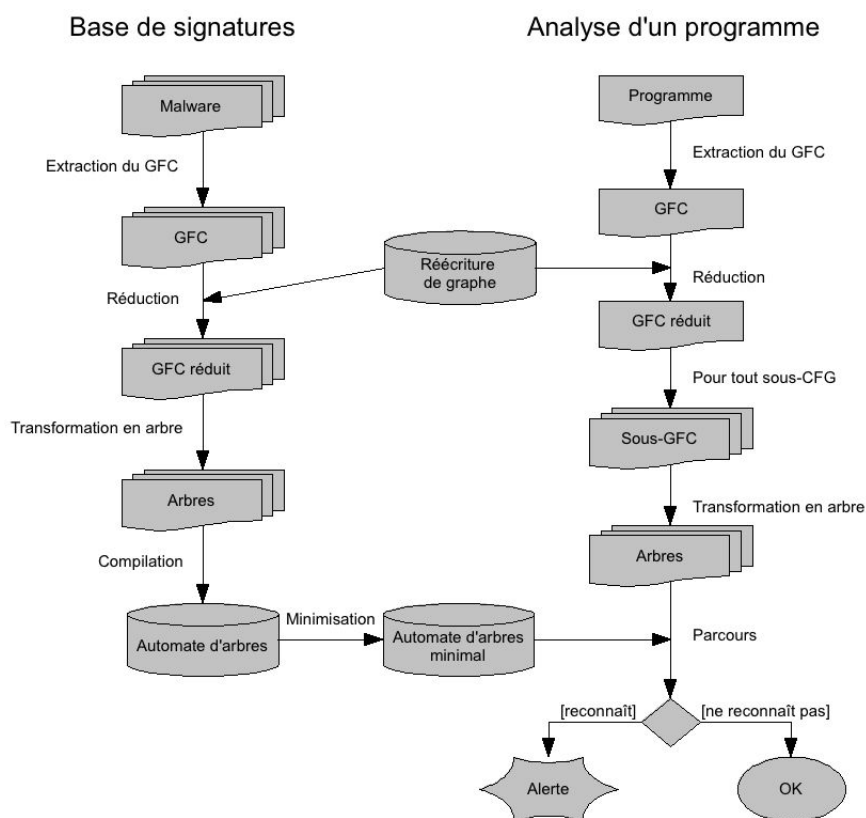 Base de signatures
Analyse d'un programme
Malware
Programme
Extraction du GFC
Extraction du GFC
GFC
GFC
Réécriture
de graphe
Réduction
Réduction
GFC réduit
GFC réduit
Pour tout sous-CFG
Transformation en arbre
Sous-GFC
Arbres
Transformation en arbre
Arbres
Compilation
Automate d'arbres
Minimisation
Automate d'arbres
minimal
Parcours
[reconnaît]
[ne reconnaît pas]
Alerte
OK